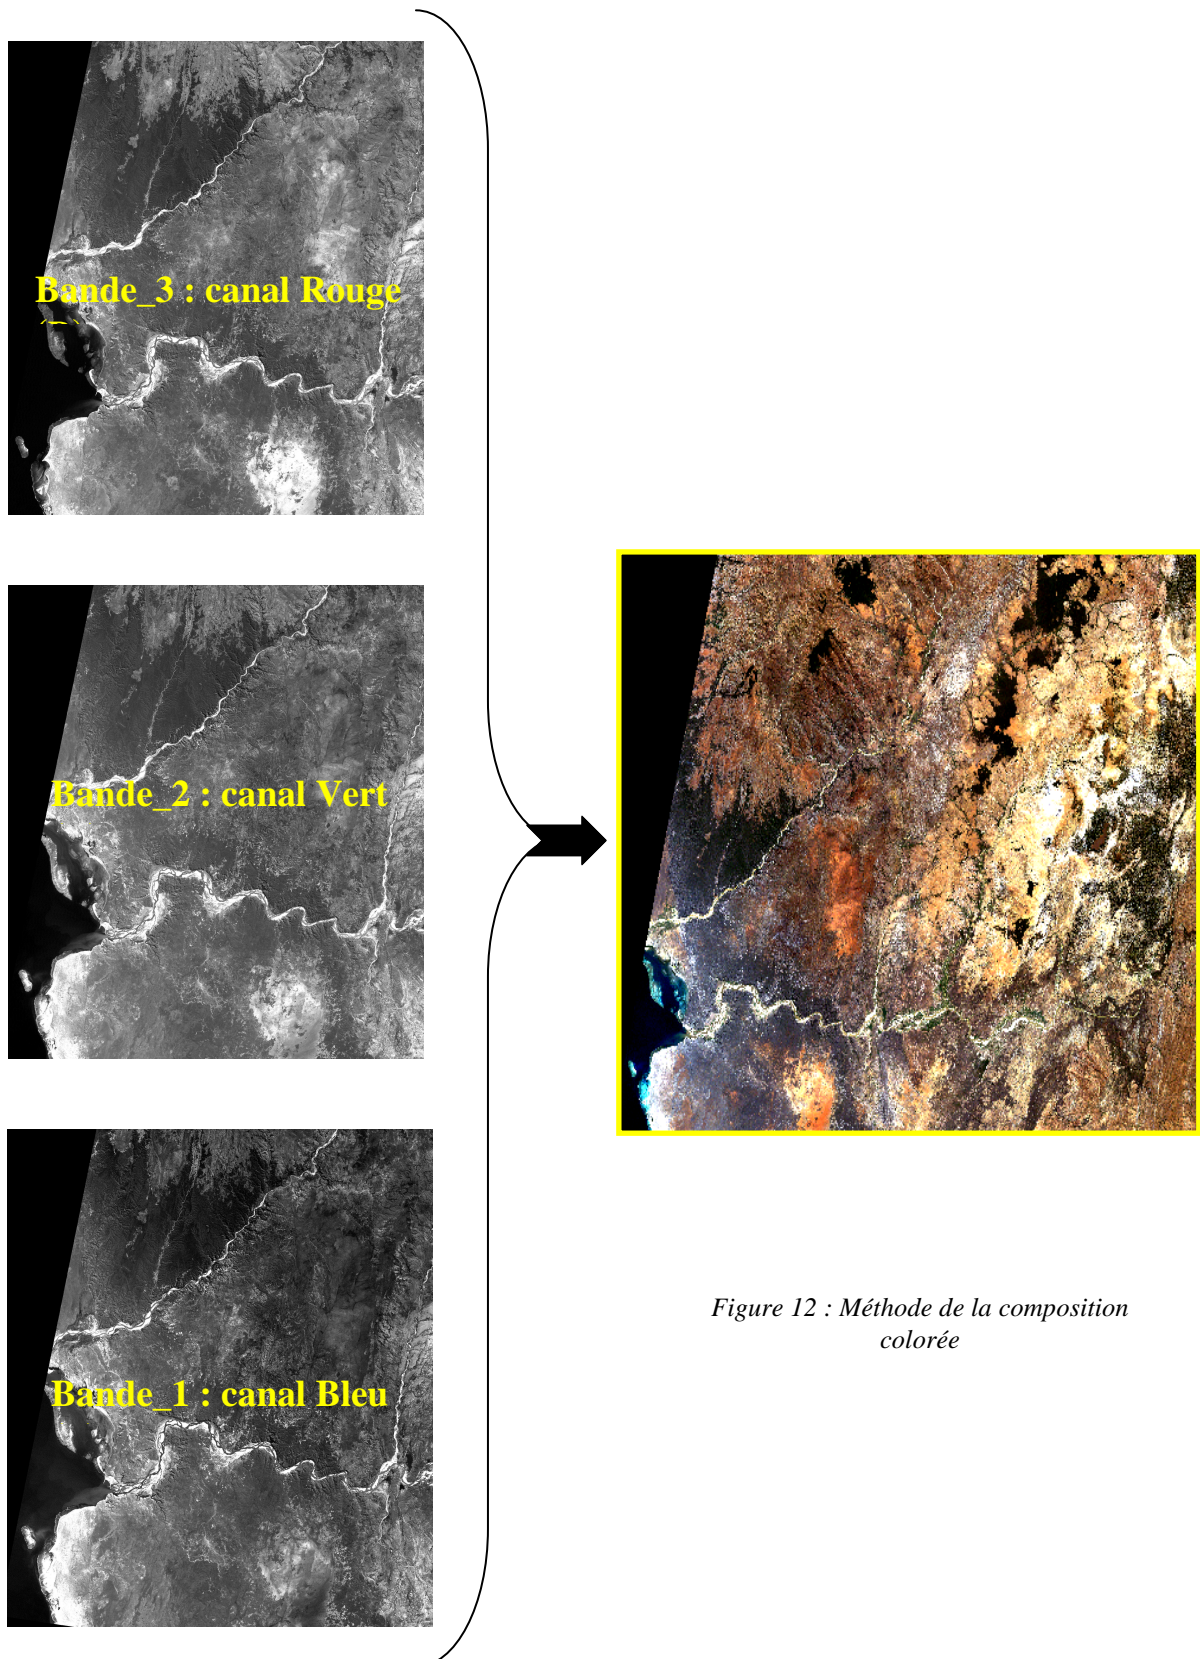 Bande_3 : canal Rouge
Bande_2 : canal Vert
Bande_1 : canal Bleu
Figure 12 : Méthode de la composition
colorée